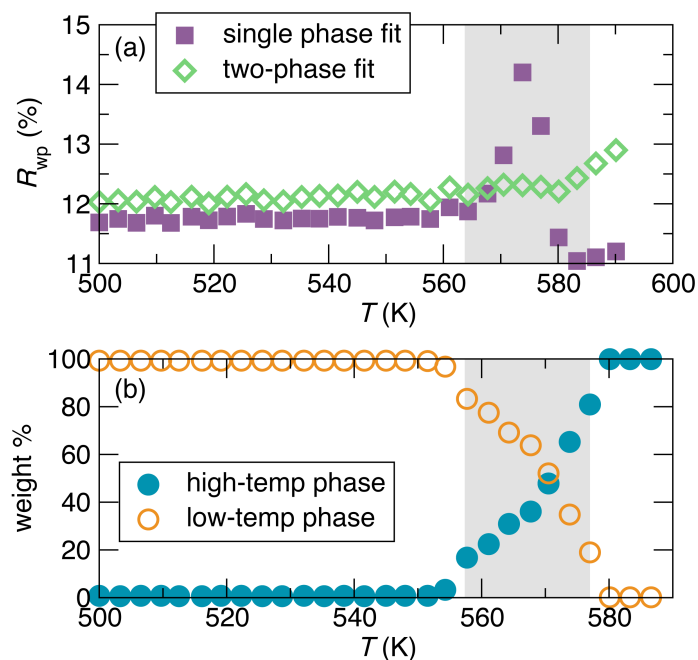 (a)
single phase fit
two-phase fit
R_wp (%)
15
14
13
12
11
500 520 540 560 580 600
T (K)
(b)
weight %
100
80
60
40
20
0
high-temp phase
low-temp phase
500 520 540 560 580
T (K)